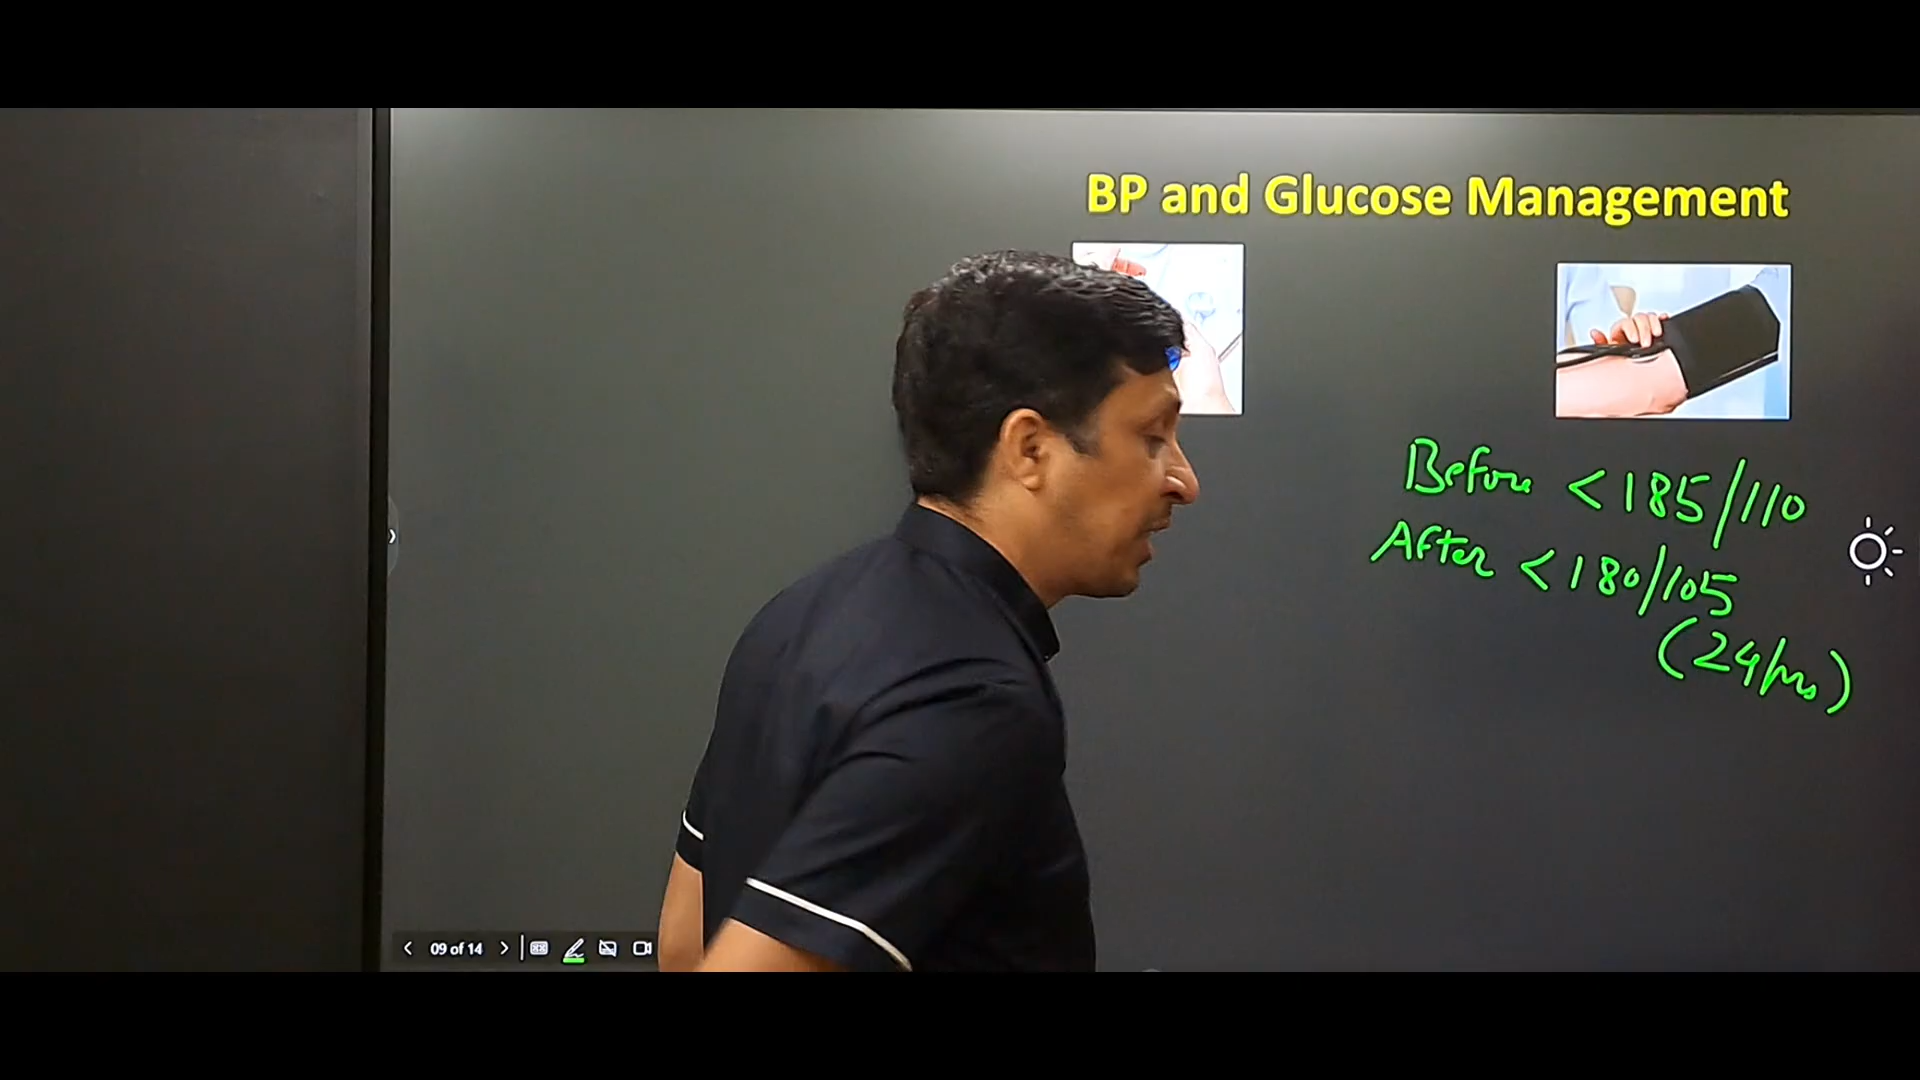 BP and Glucose Management
Before < 185/110
After < 180/105
(24hrs)
09 of 14